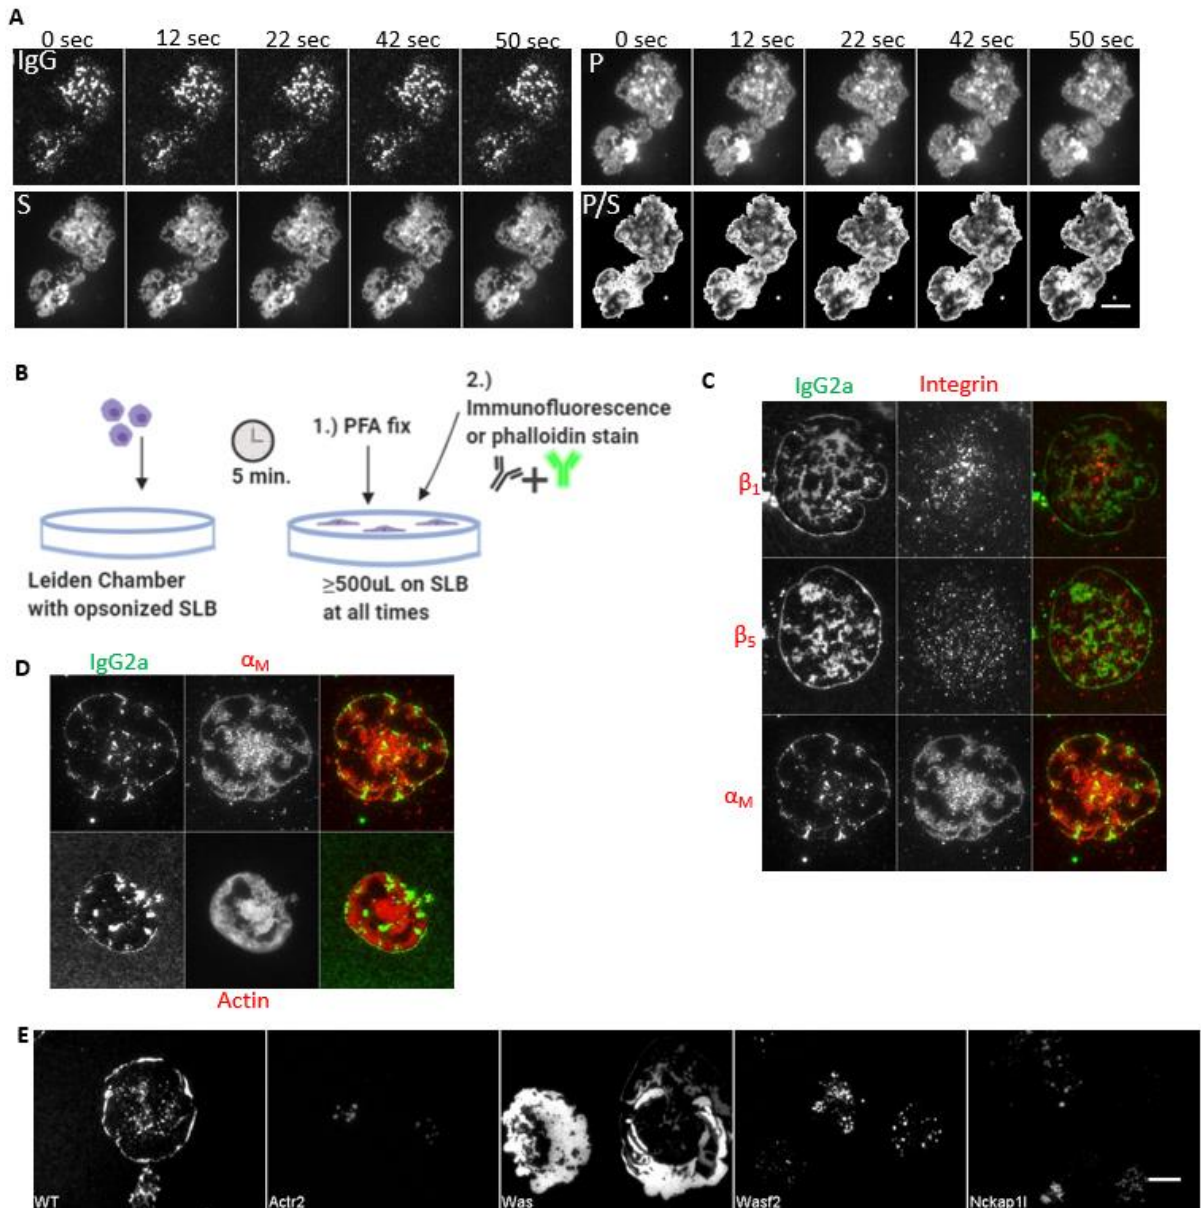 A
0 sec 12 sec 22 sec 42 sec 50 sec 0 sec 12 sec 22 sec 42 sec 50 sec
IgG P
S P/S
B
5 min.
1.) PFA fix
2.)
Immunofluorescence
or phalloidin stain
Leiden Chamber
with opsonized SLB
≥500uL on SLB
at all times
C
IgG2a Integrin
β₁
β₅
α_M
D
IgG2a α_M
Actin
E
WT Actr2 Was Wasf2 Nckap1l